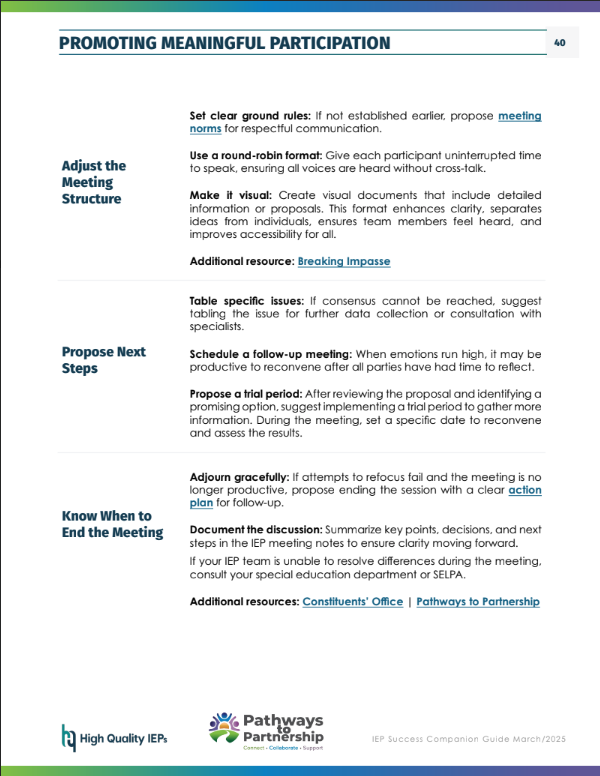 PROMOTING MEANINGFUL PARTICIPATION
40
Adjust the
Meeting
Structure
Set clear ground rules: If not established earlier, propose meeting
norms for respectful communication.
Use a round-robin format: Give each participant uninterrupted time
to speak, ensuring all voices are heard without cross-talk.
Make it visual: Create visual documents that include detailed
information or proposals. This format enhances clarity, separates
ideas from individuals, ensures team members feel heard, and
improves accessibility for all.
Additional resource: Breaking Impasse
Propose Next
Steps
Table specific issues: If consensus cannot be reached, suggest
tabling the issue for further data collection or consultation with
specialists.
Schedule a follow-up meeting: When emotions run high, it may be
productive to reconvene after all parties have had time to reflect.
Propose a trial period: After reviewing the proposal and identifying a
promising option, suggest implementing a trial period to gather more
information. During the meeting, set a specific date to reconvene
and assess the results.
Know When to
End the Meeting
Adjourn gracefully: If attempts to refocus fail and the meeting is no
longer productive, propose ending the session with a clear action
plan for follow-up.
Document the discussion: Summarize key points, decisions, and next
steps in the IEP meeting notes to ensure clarity moving forward.
If your IEP team is unable to resolve differences during the meeting,
consult your special education department or SELPA.
Additional resources: Constituents' Office | Pathways to Partnership
High Quality IEPs
Pathways
to
Partnership
Connect • Collaborate • Support
IEP Success Companion Guide March/2025